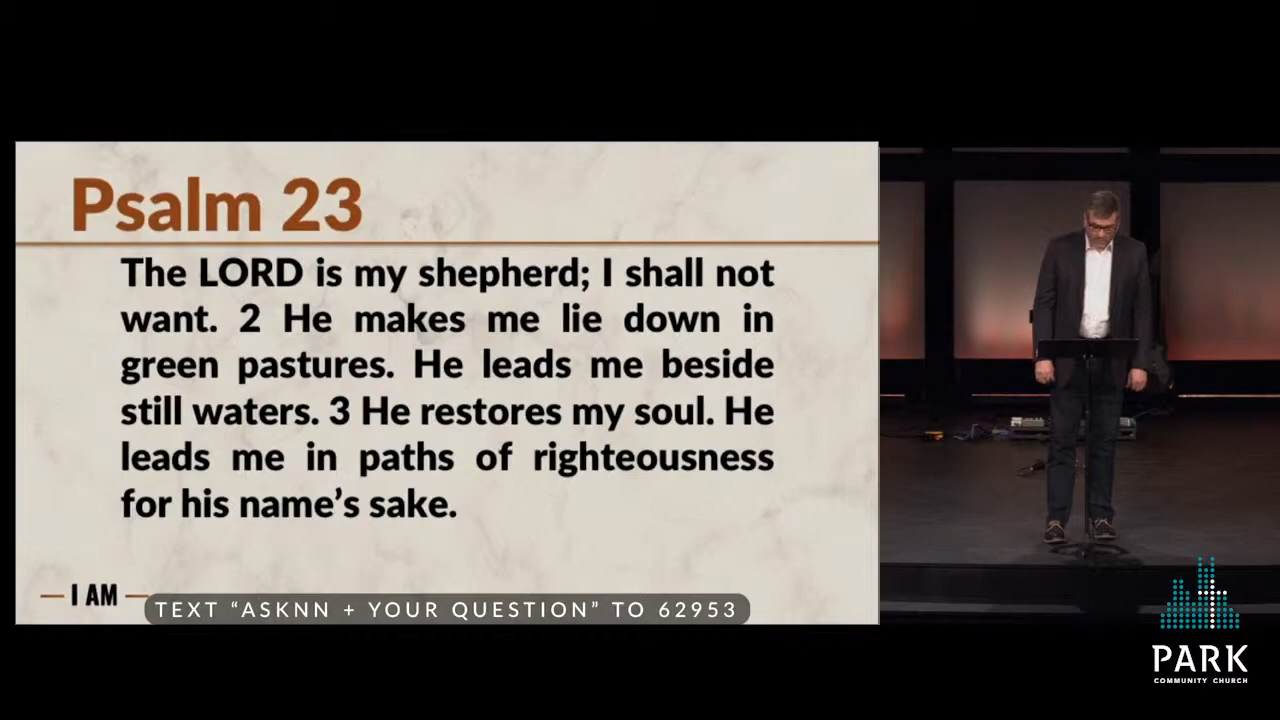 Psalm 23
The LORD is my shepherd; I shall not
want. 2 He makes me lie down in
green pastures. He leads me beside
still waters. 3 He restores my soul. He
leads me in paths of righteousness
for his name’s sake.
I AM
TEXT “ASKNN + YOUR QUESTION” TO 62953
PARK
COMMUNITY CHURCH